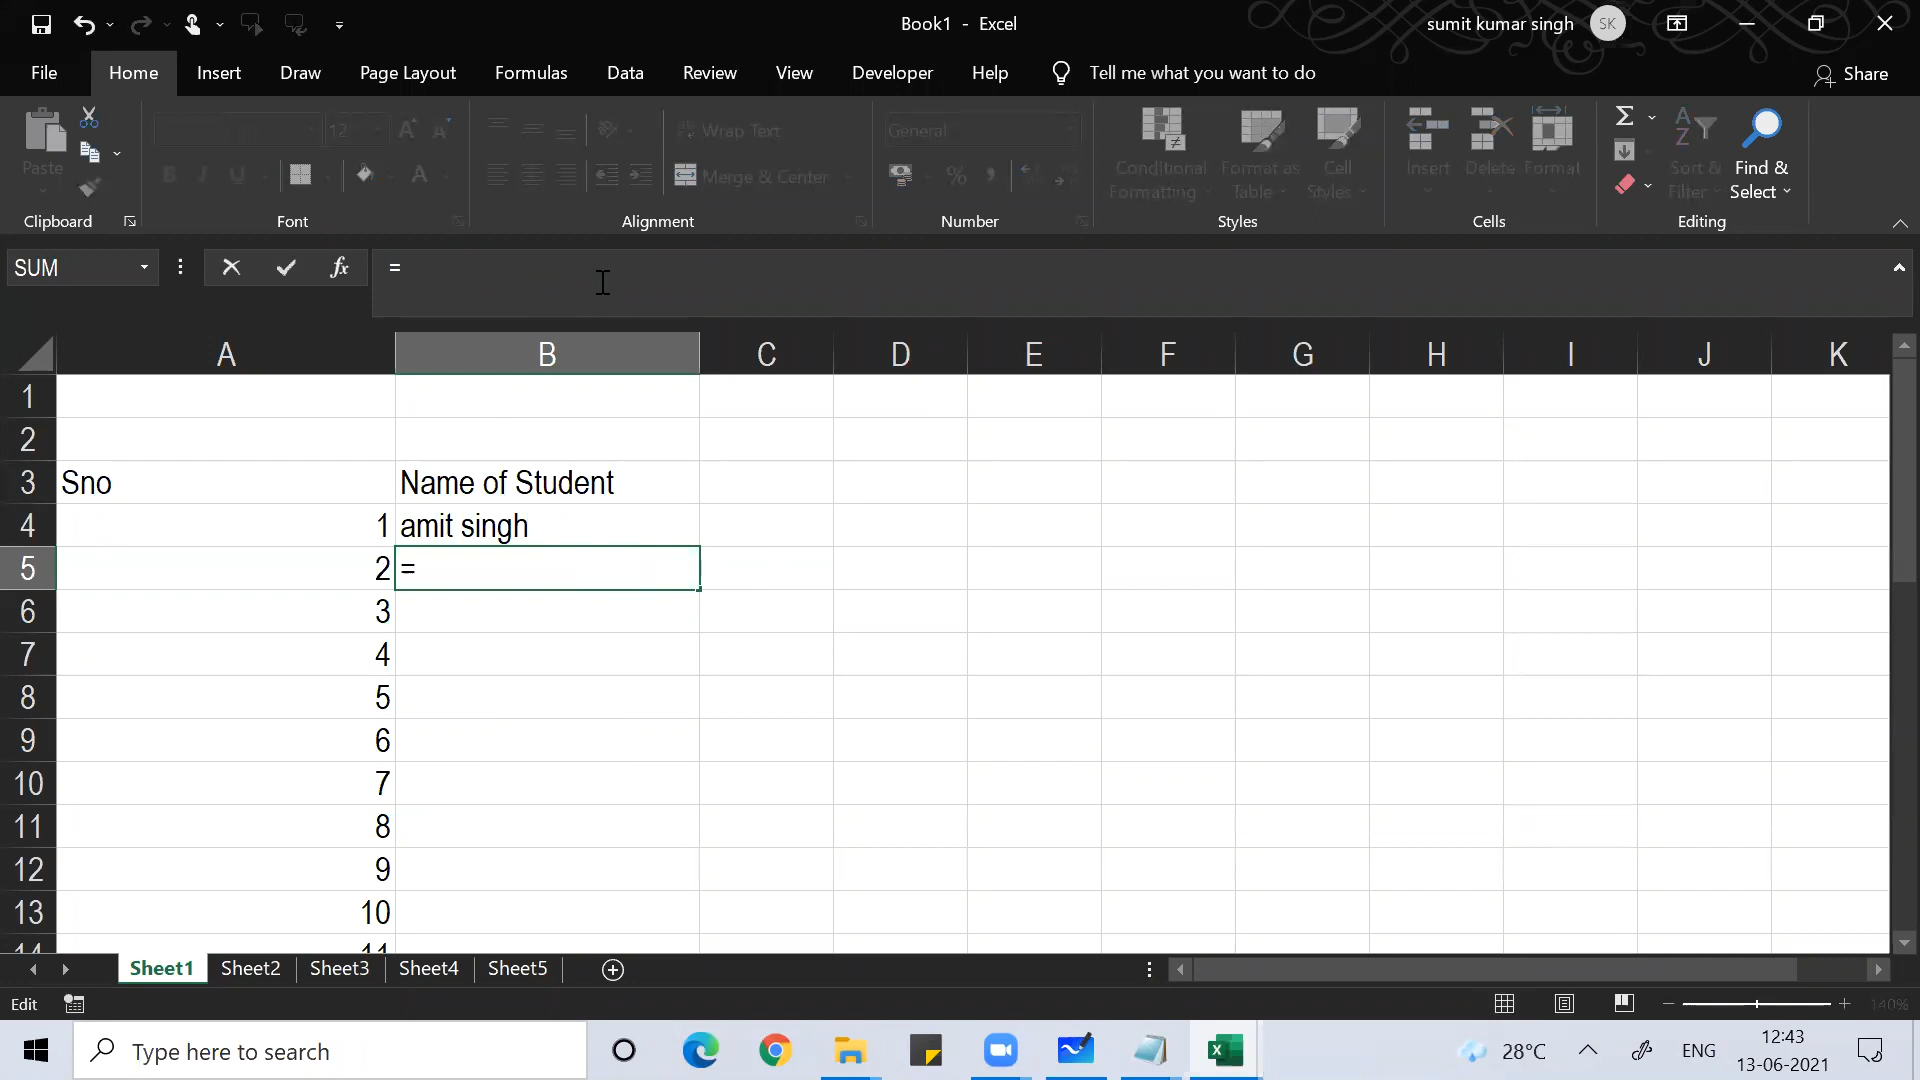 Book1 - Excel
sumit kumar singh
SK
File Home Insert Draw Page Layout Formulas Data Review View Developer Help Tell me what you want to do
Share
Paste
12
B I U
Wrap Text
Merge & Center
General
%
Conditional Formatting
Format as Table
Cell Styles
Insert Delete Format
Sort & Filter
Find & Select
Clipboard Font Alignment Number Styles Cells Editing
SUM
fx
=
A B C D E F G H I J K
1
2
3 Sno Name of Student
4 1 amit singh
5 2 =
6 3
7 4
8 5
9 6
10 7
11 8
12 9
13 10
14 11
Sheet1 Sheet2 Sheet3 Sheet4 Sheet5
Edit
140%
Type here to search
28°C
ENG
12:43
13-06-2021